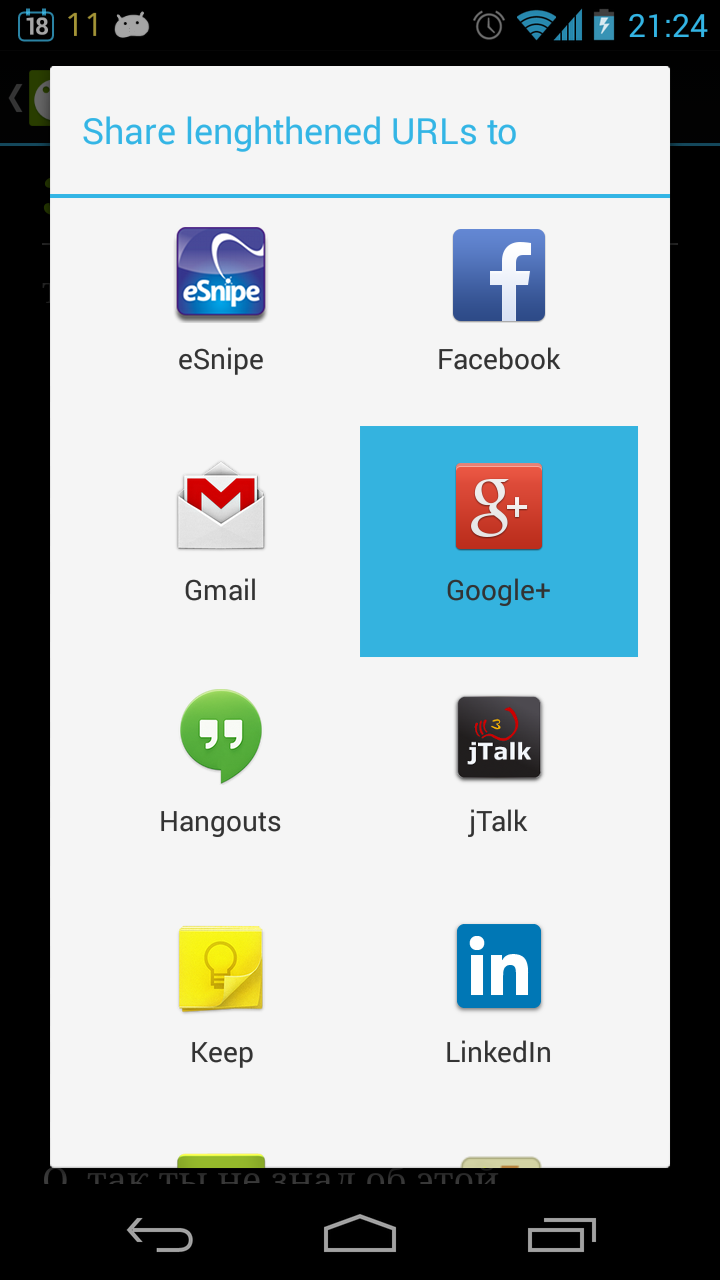 18 11 21:24
Share lenghthened URLs to
eSnipe
eSnipe Facebook
g+
Gmail Google+
3
jTalk
Hangouts jTalk
in
Keep LinkedIn
О, так ты не знал об этой